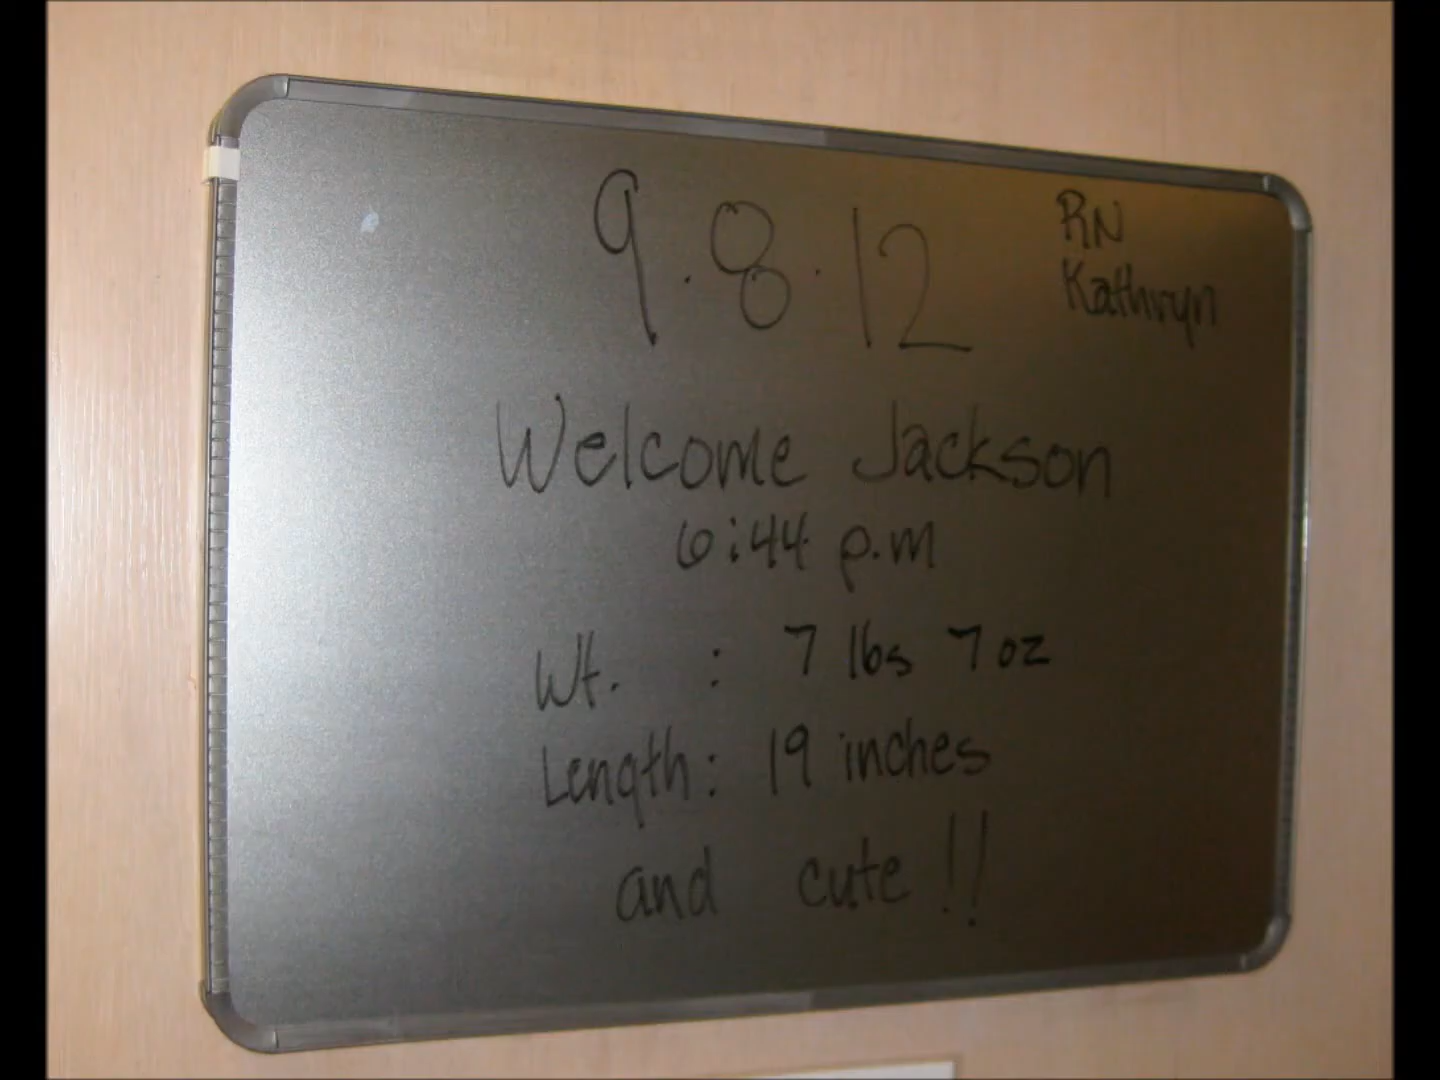 9.8.12
RN
Kathryn
Welcome Jackson
6:44 p.m
Wt. : 7 lbs 7 oz
Length: 19 inches
and cute!!